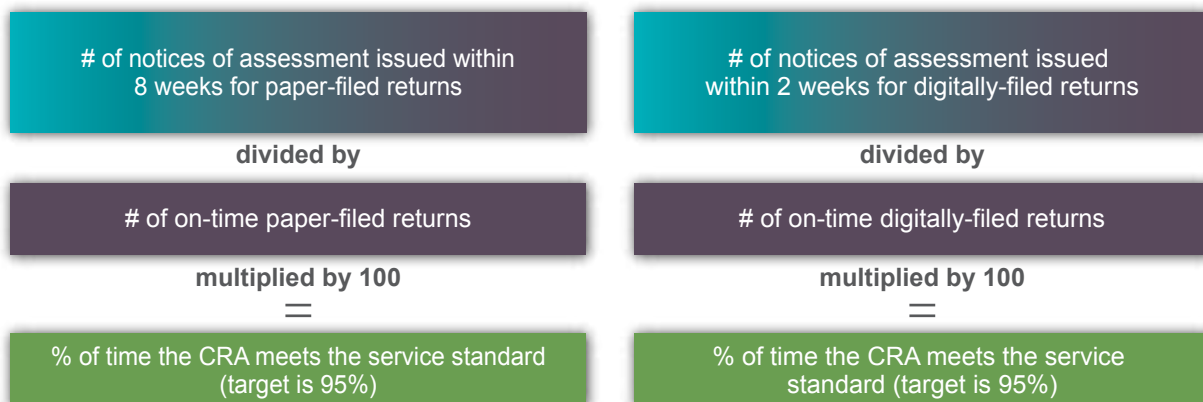 # of notices of assessment issued within
8 weeks for paper-filed returns
divided by
# of on-time paper-filed returns
multiplied by 100
=
% of time the CRA meets the service standard
(target is 95%)
# of notices of assessment issued
within 2 weeks for digitally-filed returns
divided by
# of on-time digitally-filed returns
multiplied by 100
=
% of time the CRA meets the service
standard (target is 95%)